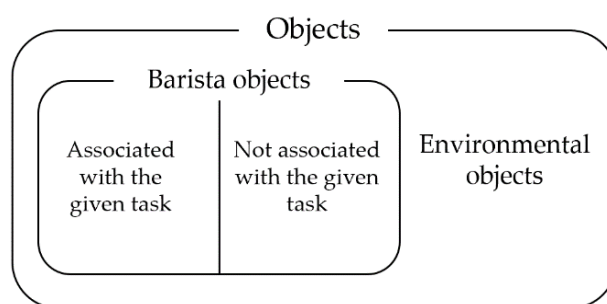 Objects
Barista objects
Associated
with the
given task
Not associated
with the given
task
Environmental
objects